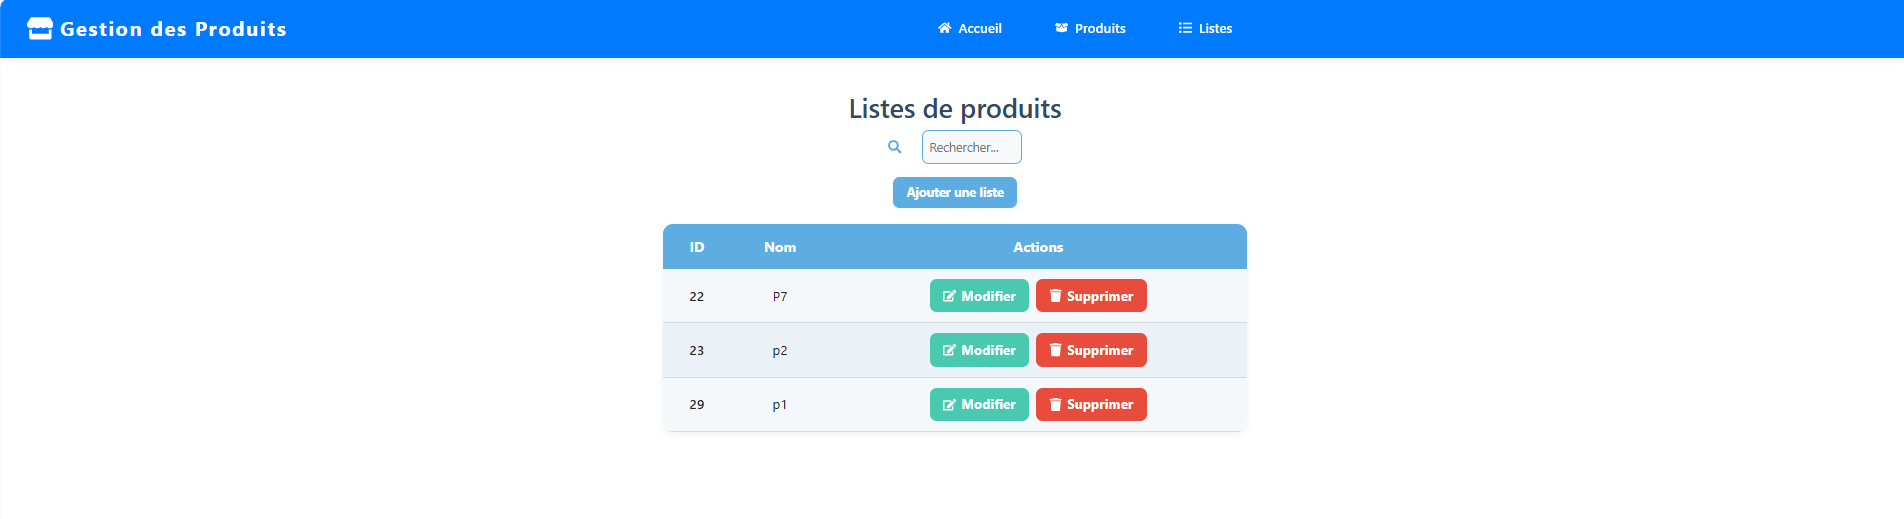 Gestion des Produits Accueil Produits Listes
Listes de produits
Rechercher...
Ajouter une liste
ID Nom Actions
22 P7 Modifier Supprimer
23 p2 Modifier Supprimer
29 p1 Modifier Supprimer